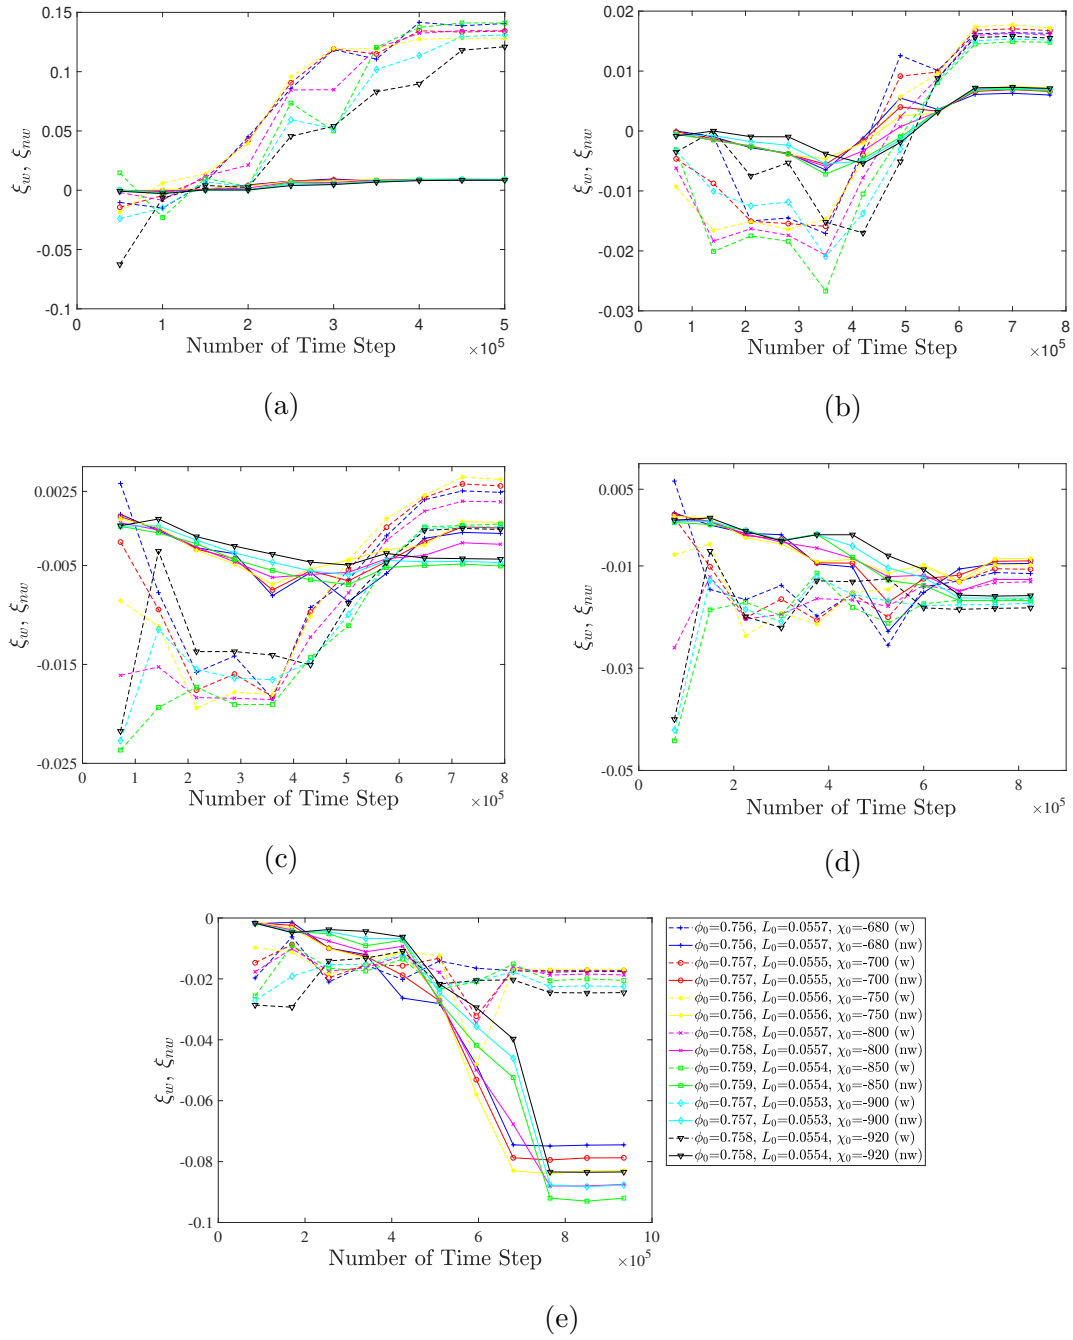 0.15
0.1
0.05
0
-0.05
-0.1
ξw, ξnw
0 1 2 3 4 5
Number of Time Step
×10⁵
(a)
0.02
0.01
0
-0.01
-0.02
-0.03
ξw, ξnw
0 1 2 3 4 5 6 7 8
Number of Time Step
×10⁵
(b)
0.0025
-0.005
-0.015
-0.025
ξw, ξnw
0 1 2 3 4 5 6 7 8
Number of Time Step
×10⁵
(c)
0.005
-0.01
-0.03
-0.05
ξw, ξnw
0 2 4 6 8
Number of Time Step
×10⁵
(d)
0
-0.02
-0.04
-0.06
-0.08
-0.1
ξw, ξnw
0 2 4 6 8 10
Number of Time Step
×10⁵
(e)
ϕ0=0.756, L0=0.0557, χ0=-680 (w)
ϕ0=0.756, L0=0.0557, χ0=-680 (nw)
ϕ0=0.757, L0=0.0555, χ0=-700 (w)
ϕ0=0.757, L0=0.0555, χ0=-700 (nw)
ϕ0=0.756, L0=0.0556, χ0=-750 (w)
ϕ0=0.756, L0=0.0556, χ0=-750 (nw)
ϕ0=0.758, L0=0.0557, χ0=-800 (w)
ϕ0=0.758, L0=0.0557, χ0=-800 (nw)
ϕ0=0.759, L0=0.0554, χ0=-850 (w)
ϕ0=0.759, L0=0.0554, χ0=-850 (nw)
ϕ0=0.757, L0=0.0553, χ0=-900 (w)
ϕ0=0.757, L0=0.0553, χ0=-900 (nw)
ϕ0=0.758, L0=0.0554, χ0=-920 (w)
ϕ0=0.758, L0=0.0554, χ0=-920 (nw)